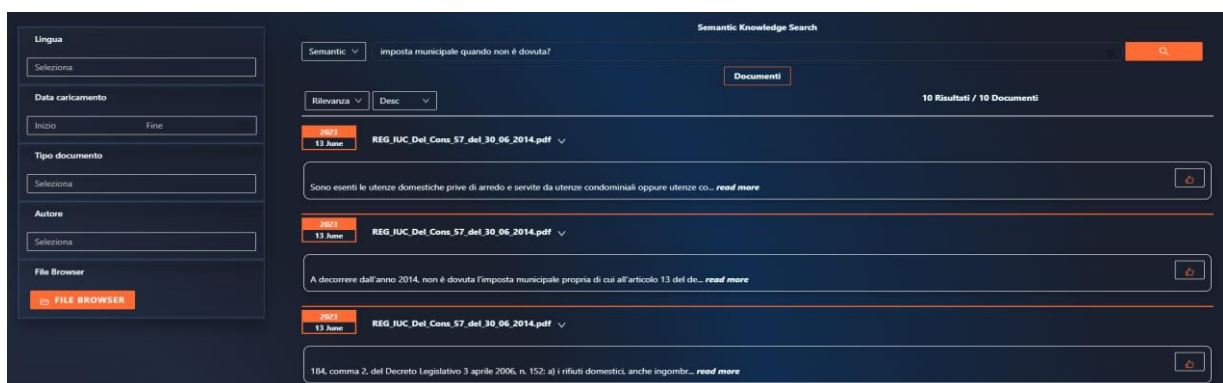 Lingua
Seleziona
Data caricamento
Inizio Fine
Tipo documento
Seleziona
Autore
Seleziona
File Browser
FILE BROWSER
Semantic Knowledge Search
Semantic imposta municipale quando non è dovuta?
Documenti
Rilevanza Desc 10 Risultati / 10 Documenti
2023
13 June REG_IUC_Del_Cons_57_del_30_06_2014.pdf
Sono esenti le utenze domestiche prive di arredo e servite da utenze condominiali oppure utenze co... read more
2023
13 June REG_IUC_Del_Cons_57_del_30_06_2014.pdf
A decorrere dall'anno 2014, non è dovuta l'imposta municipale propria di cui all'articolo 13 del de... read more
2023
13 June REG_IUC_Del_Cons_57_del_30_06_2014.pdf
184, comma 2, del Decreto Legislativo 3 aprile 2006, n. 152: a) i rifiuti domestici, anche ingombr... read more